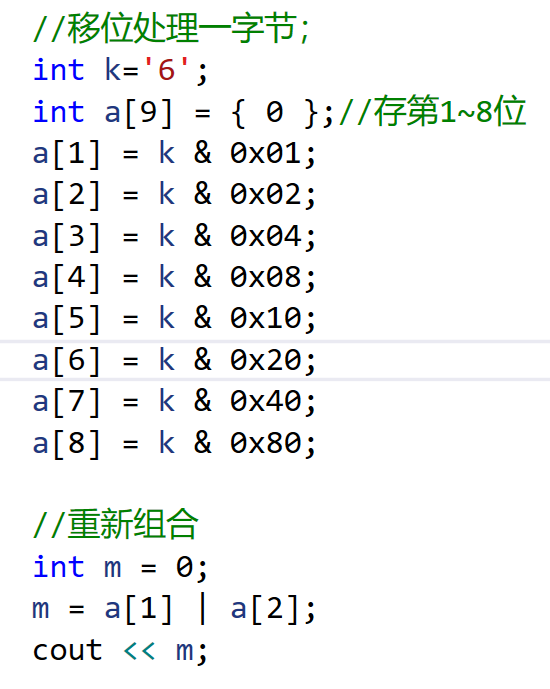 //移位处理一字节;
int k='6';
int a[9] = { 0 };//存第1~8位
a[1] = k & 0x01;
a[2] = k & 0x02;
a[3] = k & 0x04;
a[4] = k & 0x08;
a[5] = k & 0x10;
a[6] = k & 0x20;
a[7] = k & 0x40;
a[8] = k & 0x80;
//重新组合
int m = 0;
m = a[1] | a[2];
cout << m;